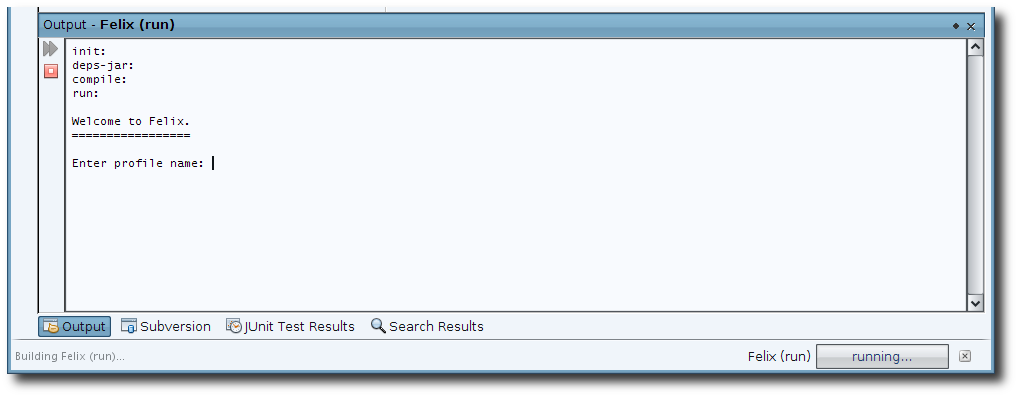 Output - Felix (run)
init:
deps-jar:
compile:
run:
Welcome to Felix.
=================
Enter profile name:
Output Subversion JUnit Test Results Search Results
Building Felix (run)... Felix (run) running...